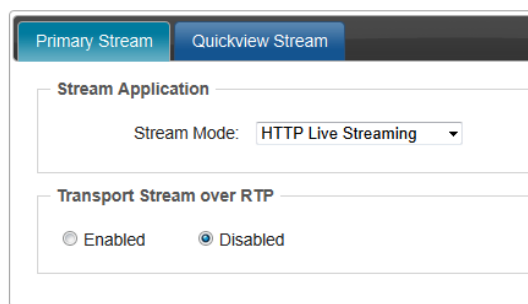 Primary Stream Quickview Stream
Stream Application
Stream Mode: HTTP Live Streaming
Transport Stream over RTP
Enabled Disabled